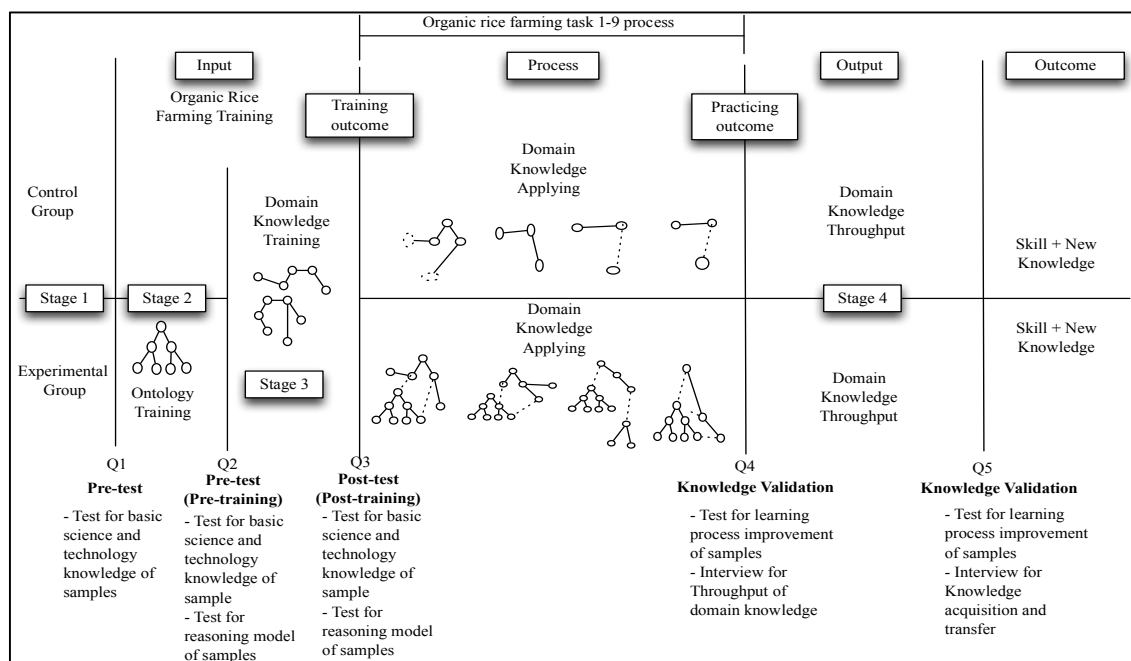 Organic rice farming task 1-9 process
Input
Process
Output
Outcome
Organic Rice
Farming Training
Training
outcome
Practicing
outcome
Domain
Knowledge
Applying
Control
Group
Domain
Knowledge
Training
Domain
Knowledge
Throughput
Skill + New
Knowledge
Stage 1
Stage 2
Stage 4
Domain
Knowledge
Applying
Skill + New
Knowledge
Experimental
Group
Ontology
Training
Stage 3
Domain
Knowledge
Throughput
Q1
Pre-test
- Test for basic
science and
technology
knowledge of
samples
Q2
Pre-test
(Pre-training)
- Test for basic
science and
technology
knowledge of
sample
- Test for
reasoning model
of samples
Q3
Post-test
(Post-training)
- Test for basic
science and
technology
knowledge of
sample
- Test for
reasoning model
of samples
Q4
Knowledge Validation
- Test for learning
process improvement
of samples
- Interview for
Throughput of
domain knowledge
Q5
Knowledge Validation
- Test for learning
process improvement
of samples
- Interview for
Knowledge
acquisition and
transfer